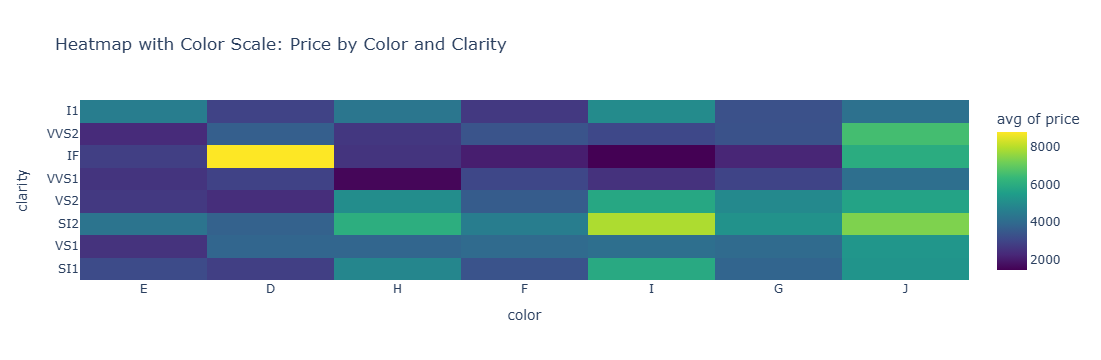 Heatmap with Color Scale: Price by Color and Clarity
clarity
I1
VVS2
IF
VVS1
VS2
SI2
VS1
SI1
E D H F I G J
color
avg of price
8000
6000
4000
2000